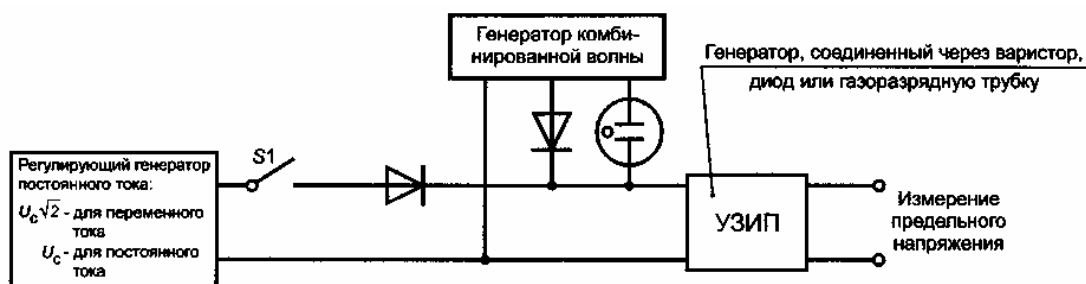 Генератор комби-
нированной волны
Генератор, соединенный через варистор,
диод или газоразрядную трубку
Регулирующий генератор
постоянного тока:
U_c√2 - для переменного
тока
U_c - для постоянного
тока
S1
УЗИП
Измерение
предельного
напряжения